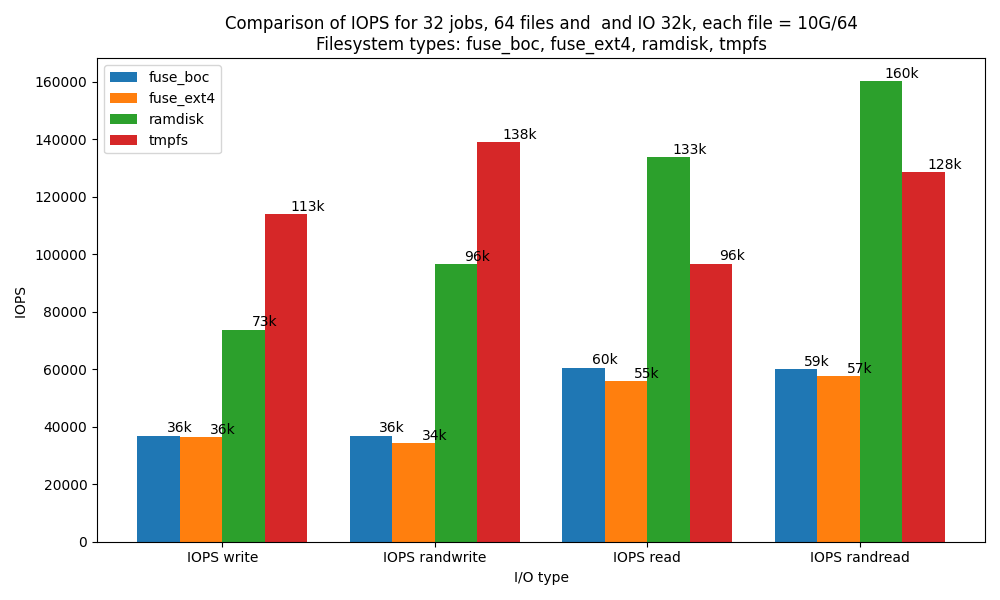 Comparison of IOPS for 32 jobs, 64 files and  and IO 32k, each file = 10G/64
Filesystem types: fuse_boc, fuse_ext4, ramdisk, tmpfs
fuse_boc
fuse_ext4
ramdisk
tmpfs
IOPS
160000
140000
120000
100000
80000
60000
40000
20000
0
36k
36k
73k
113k
36k
34k
96k
138k
60k
55k
133k
96k
59k
57k
160k
128k
IOPS write
IOPS randwrite
IOPS read
IOPS randread
I/O type